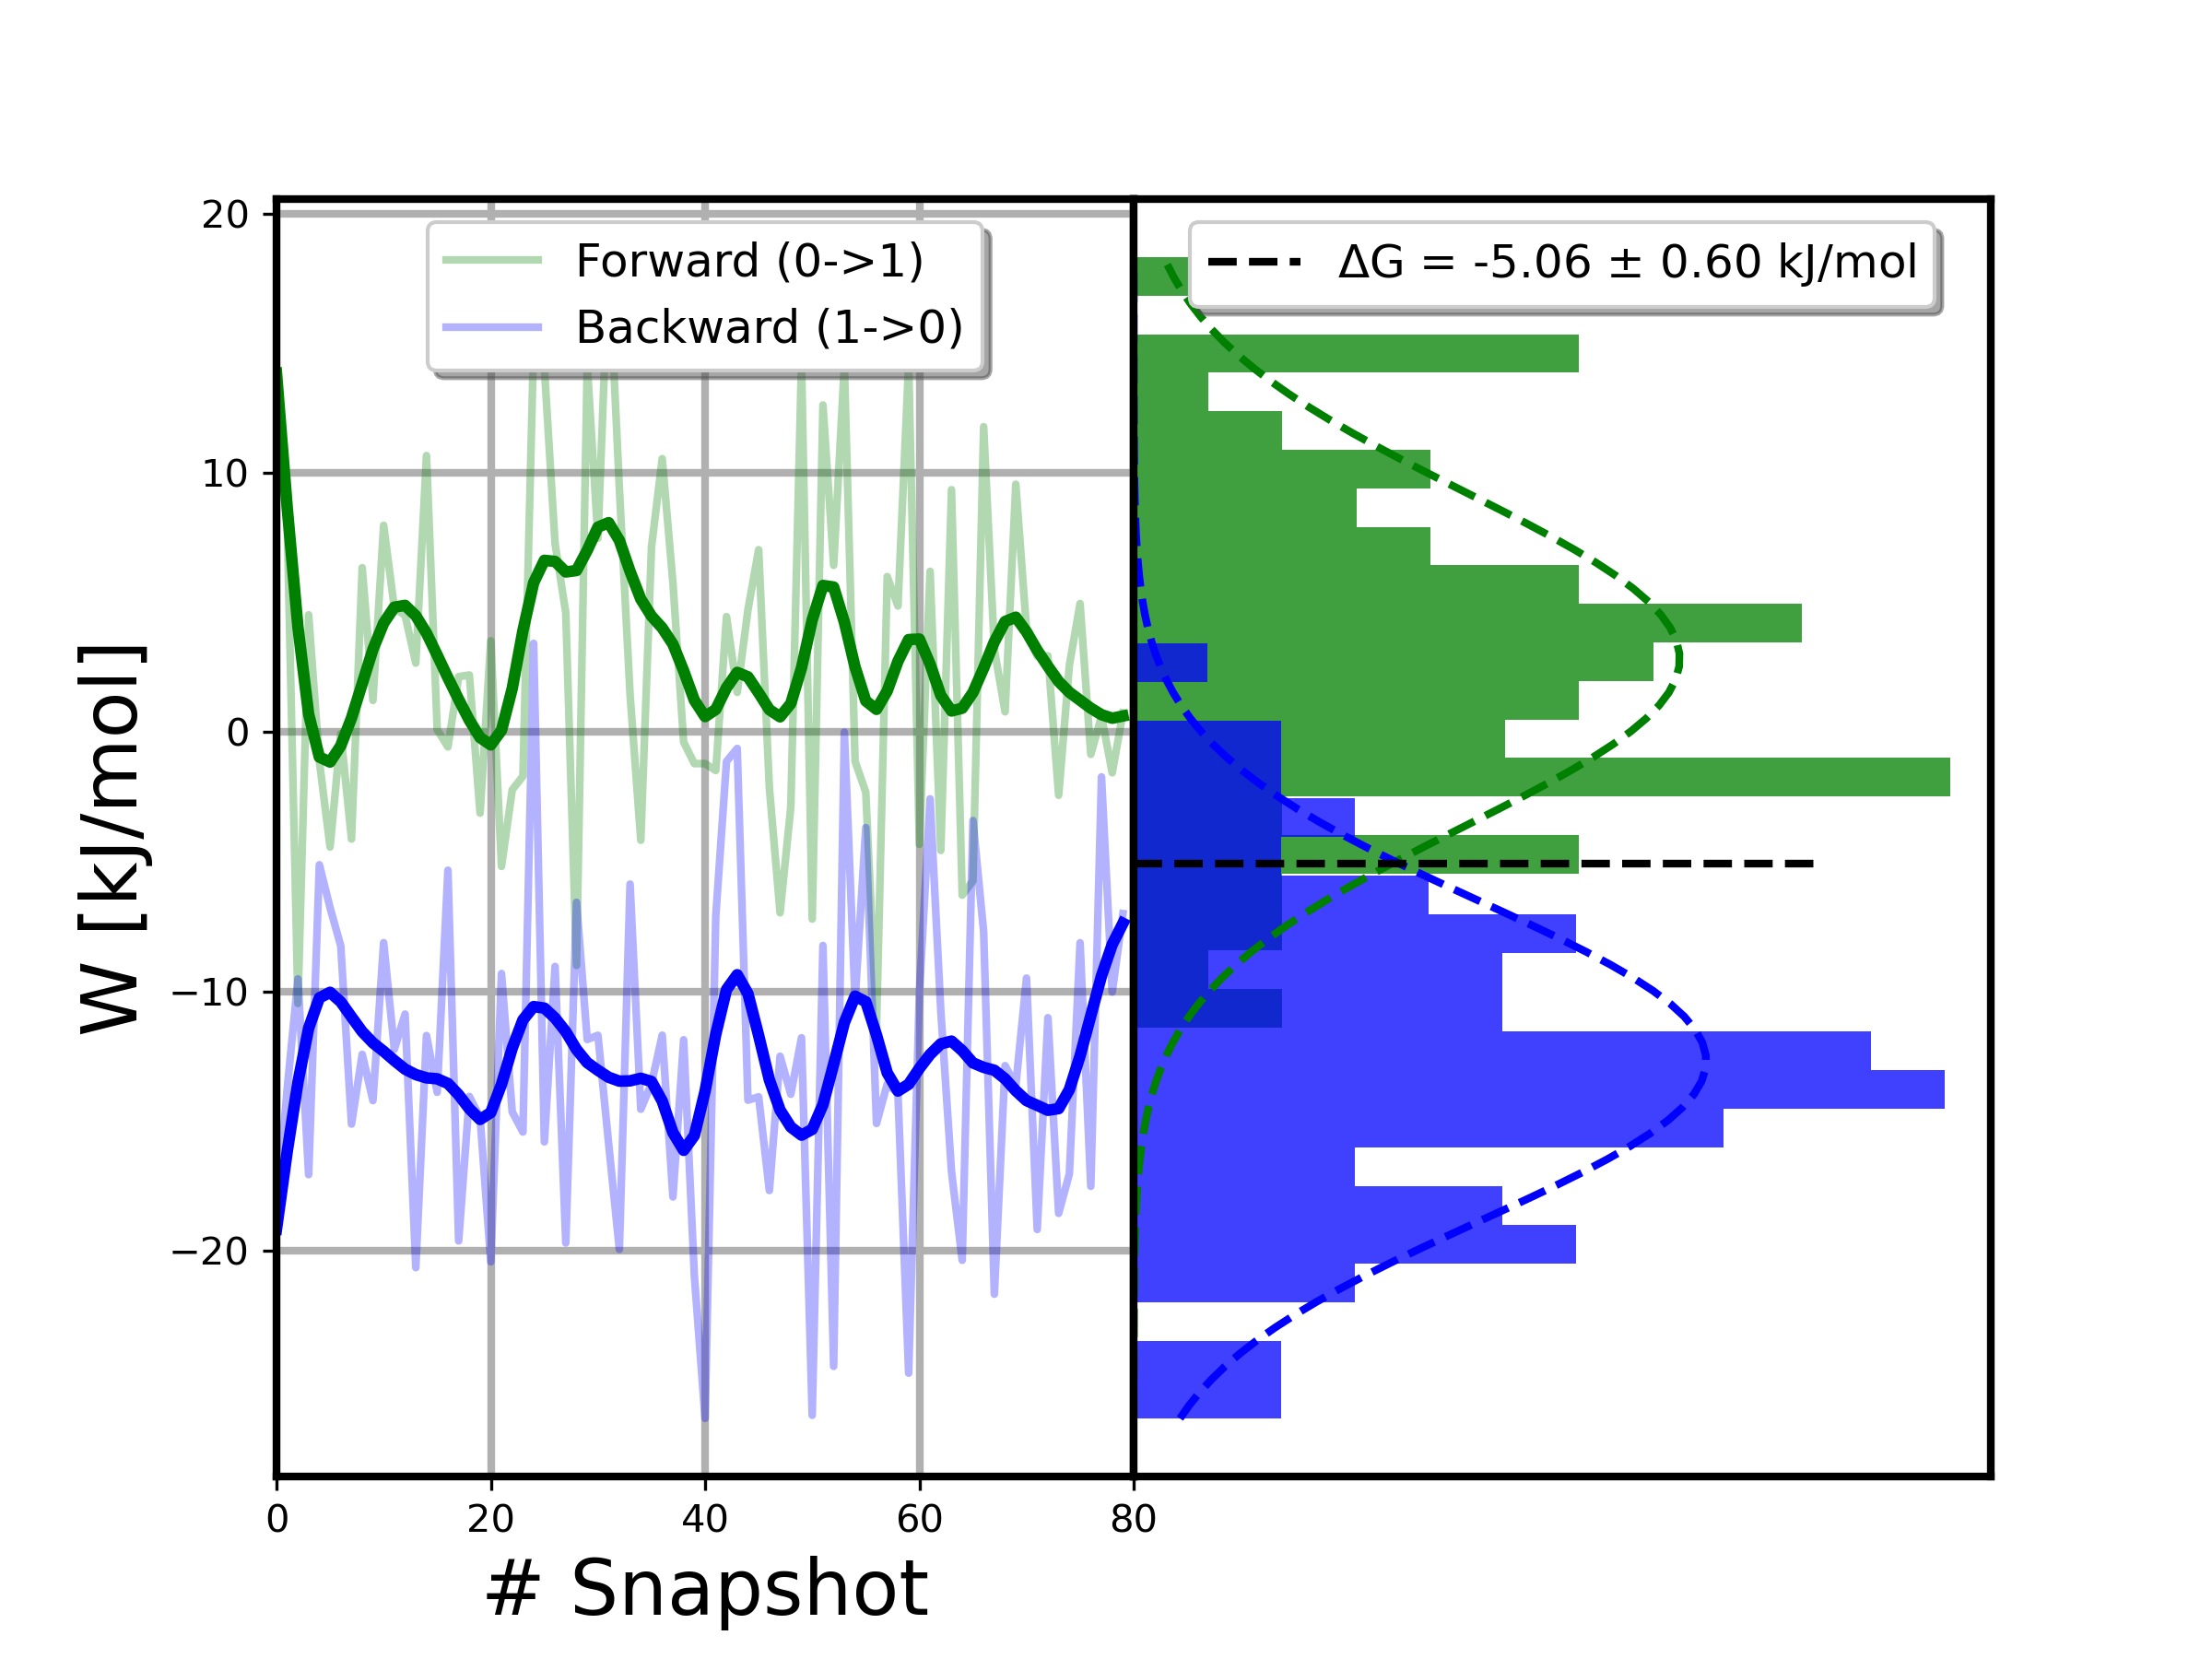 Forward (0->1)
Backward (1->0)
ΔG = -5.06 ± 0.60 kJ/mol
W [kJ/mol]
20
10
0
−10
−20
0 20 40 60 80
# Snapshot